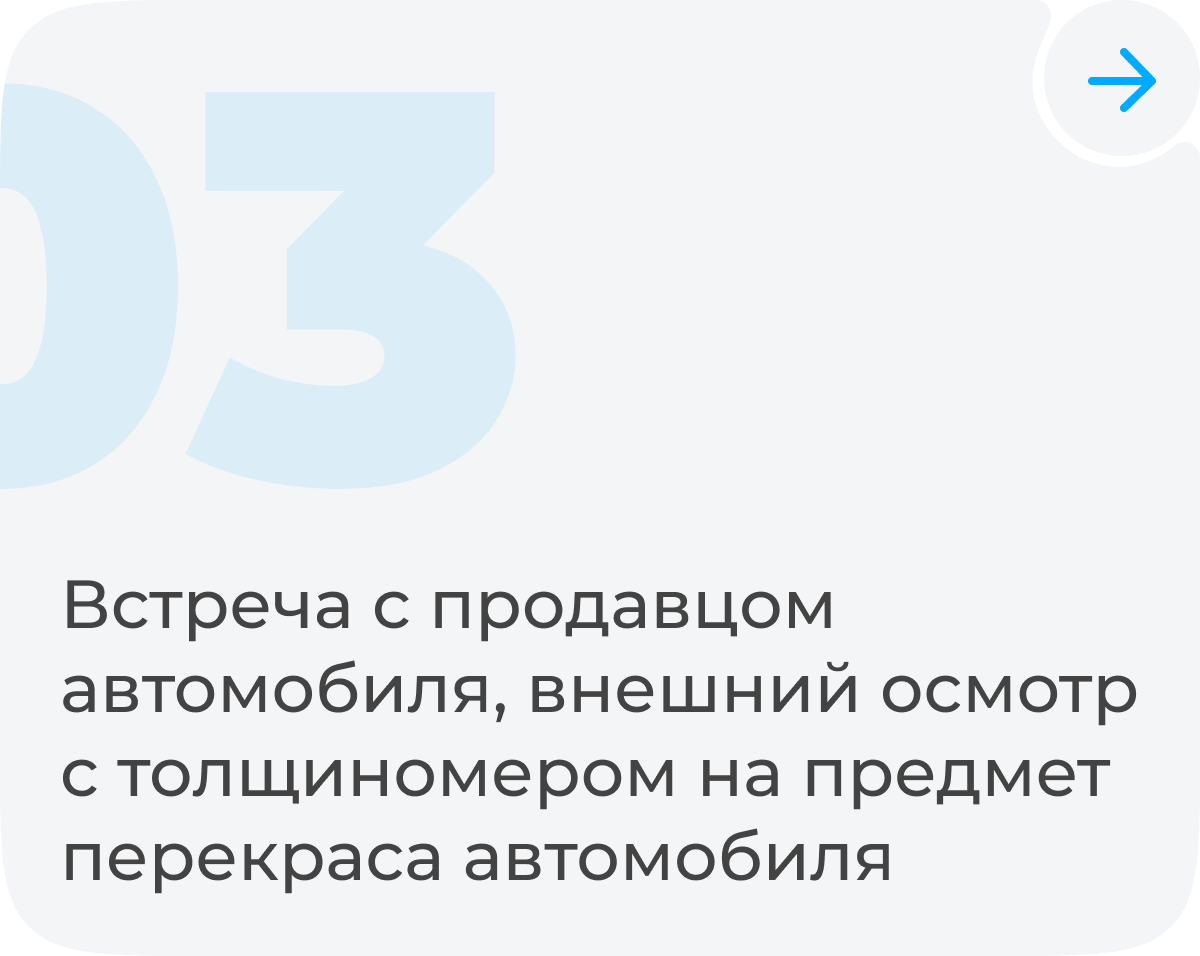 03
Встреча с продавцом
автомобиля, внешний осмотр
с толщиномером на предмет
перекраса автомобиля